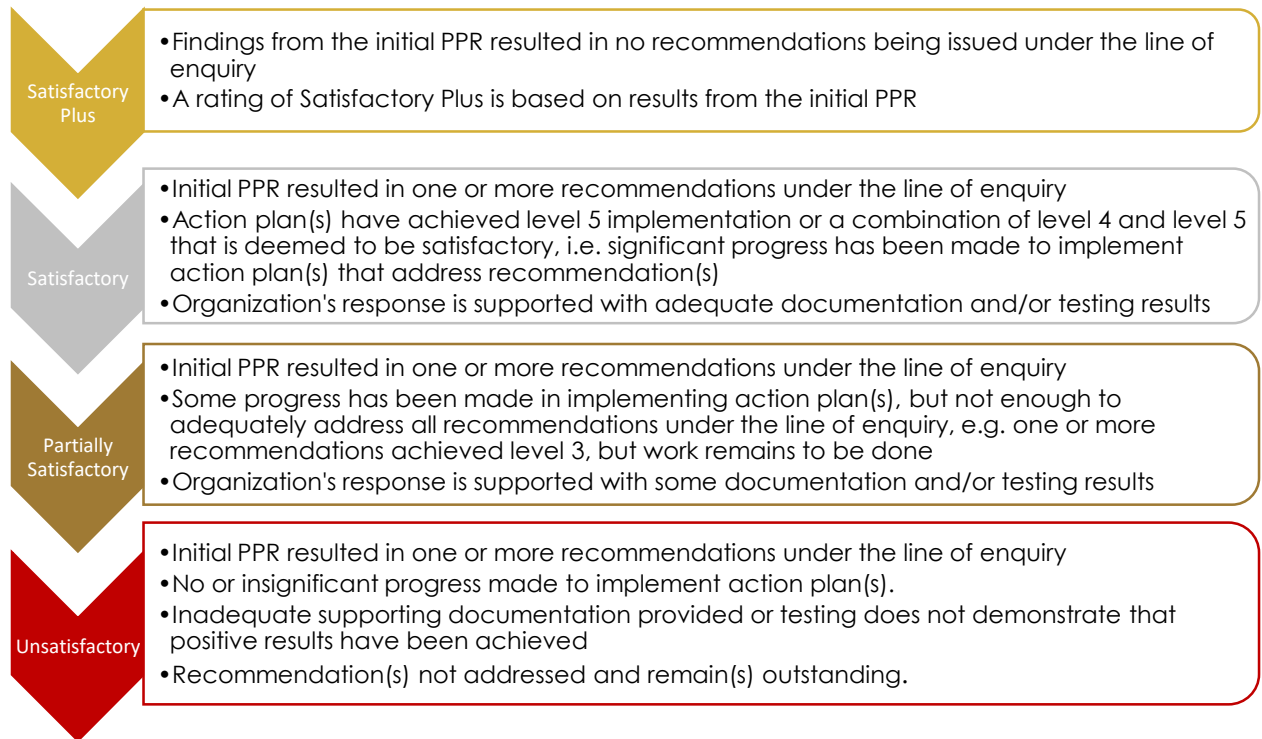 Satisfactory
Plus
•Findings from the initial PPR resulted in no recommendations being issued under the line of
enquiry
•A rating of Satisfactory Plus is based on results from the initial PPR
Satisfactory
•Initial PPR resulted in one or more recommendations under the line of enquiry
•Action plan(s) have achieved level 5 implementation or a combination of level 4 and level 5
that is deemed to be satisfactory, i.e. significant progress has been made to implement
action plan(s) that address recommendation(s)
•Organization's response is supported with adequate documentation and/or testing results
Partially
Satisfactory
•Initial PPR resulted in one or more recommendations under the line of enquiry
•Some progress has been made in implementing action plan(s), but not enough to
adequately address all recommendations under the line of enquiry, e.g. one or more
recommendations achieved level 3, but work remains to be done
•Organization's response is supported with some documentation and/or testing results
Unsatisfactory
•Initial PPR resulted in one or more recommendations under the line of enquiry
•No or insignificant progress made to implement action plan(s).
•Inadequate supporting documentation provided or testing does not demonstrate that
positive results have been achieved
•Recommendation(s) not addressed and remain(s) outstanding.